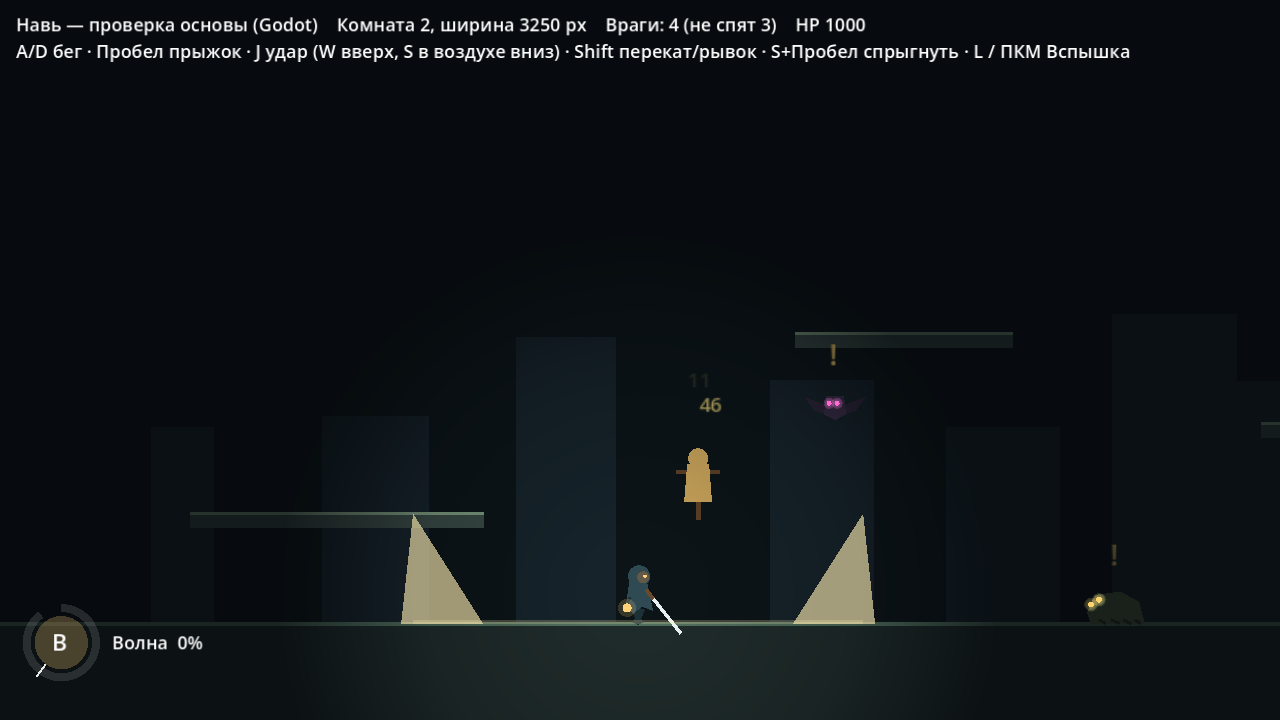 Навь — проверка основы (Godot)    Комната 2, ширина 3250 px    Враги: 4 (не спят 3)    HP 1000
A/D бег · Пробел прыжок · J удар (W вверх, S в воздухе вниз) · Shift перекат/рывок · S+Пробел спрыгнуть · L / ПКМ Вспышка
!
11
46
!
В Волна 0%